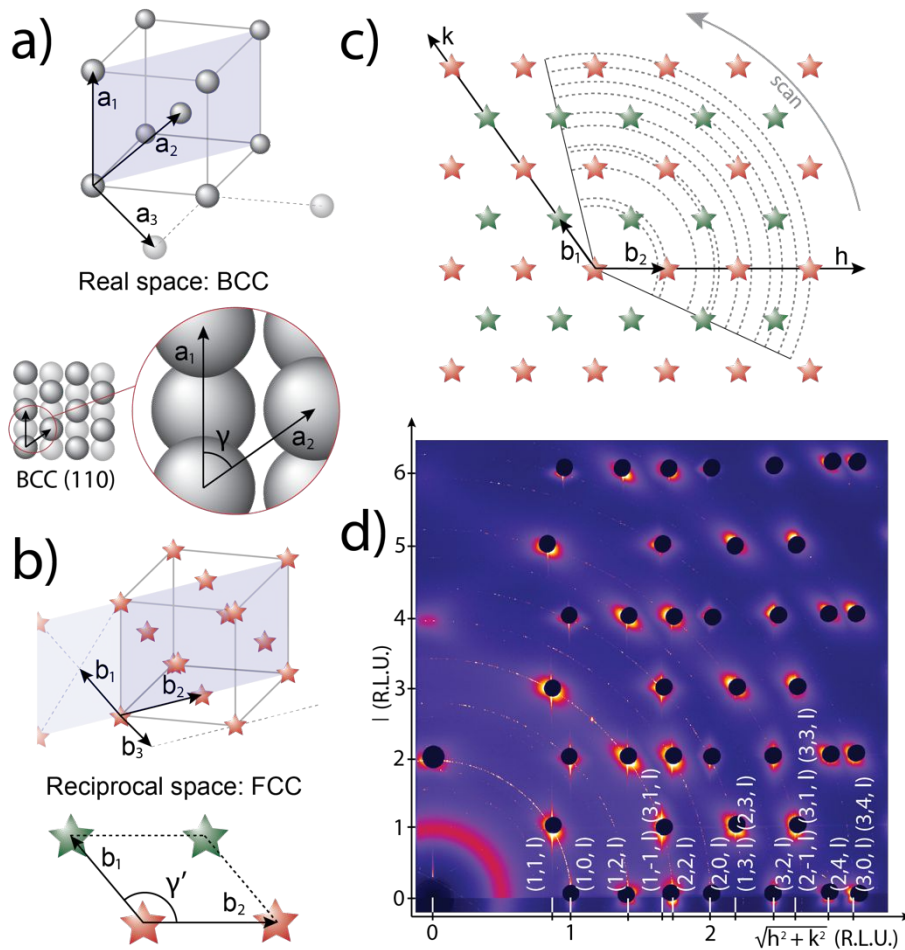 a)
a₁
a₂
a₃
Real space: BCC
a₁
γ
a₂
BCC (110)
b)
b₁
b₂
b₃
Reciprocal space: FCC
b₁
γ'
b₂
c)
k
scan
b₁
b₂
h
d)
l (R.L.U.)
6
5
4
3
2
1
0
(1,1, l)
(1,0, l)
(1,2, l)
(1,-1, l) (3,1, l)
(2,2, l)
(2,0, l)
(1,3, l) (2,3, l)
(3,2, l)
(2,-1, l) (3,1, l) (3,3, l)
(2,4, l)
(3,0, l) (3,4, l)
0
1
2
√h² + k² (R.L.U.)